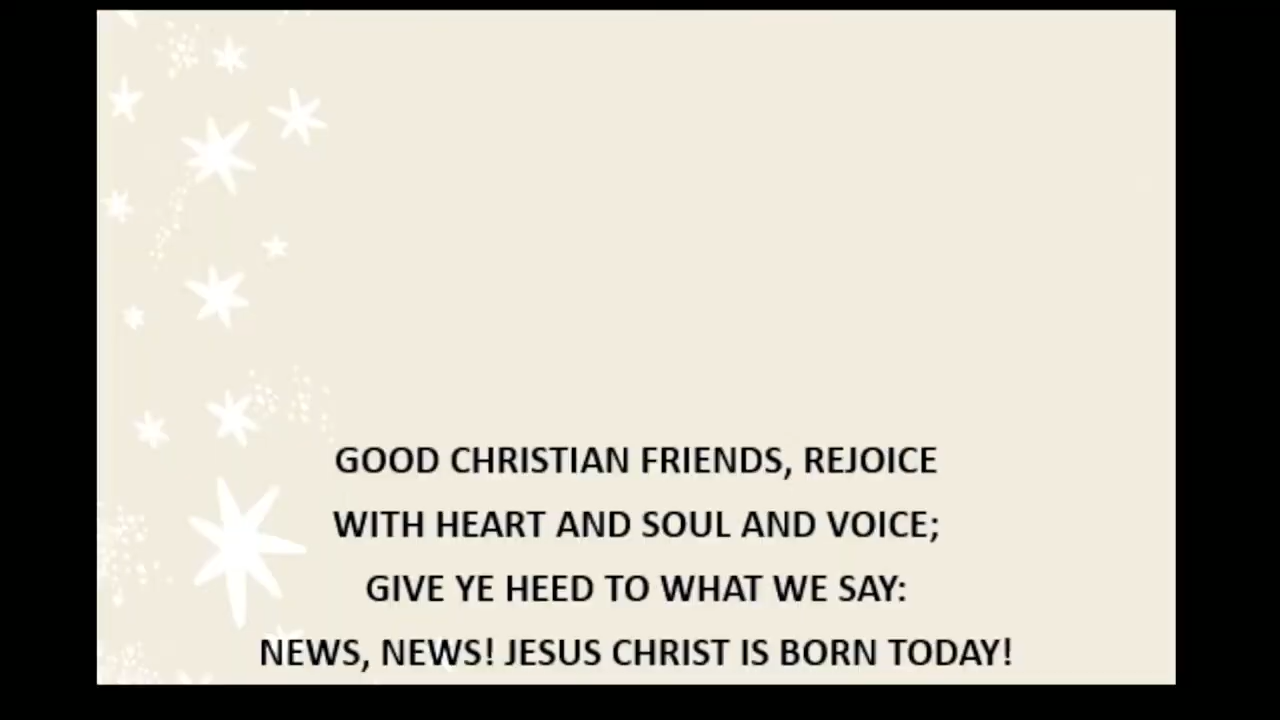 GOOD CHRISTIAN FRIENDS, REJOICE
WITH HEART AND SOUL AND VOICE;
GIVE YE HEED TO WHAT WE SAY:
NEWS, NEWS! JESUS CHRIST IS BORN TODAY!